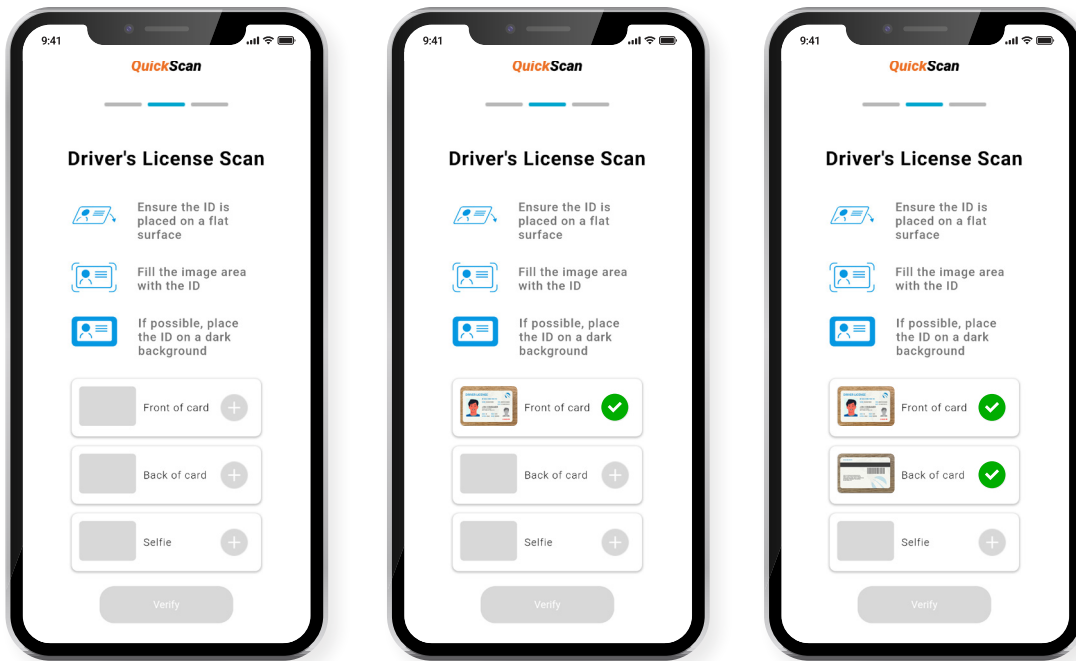 9:41
QuickScan
Driver's License Scan
Ensure the ID is
placed on a flat
surface
Fill the image area
with the ID
If possible, place
the ID on a dark
background
Front of card
Back of card
Selfie
Verify
9:41
QuickScan
Driver's License Scan
Ensure the ID is
placed on a flat
surface
Fill the image area
with the ID
If possible, place
the ID on a dark
background
DRIVER LICENSE
Front of card
Back of card
Selfie
Verify
9:41
QuickScan
Driver's License Scan
Ensure the ID is
placed on a flat
surface
Fill the image area
with the ID
If possible, place
the ID on a dark
background
DRIVER LICENSE
Front of card
Back of card
Selfie
Verify